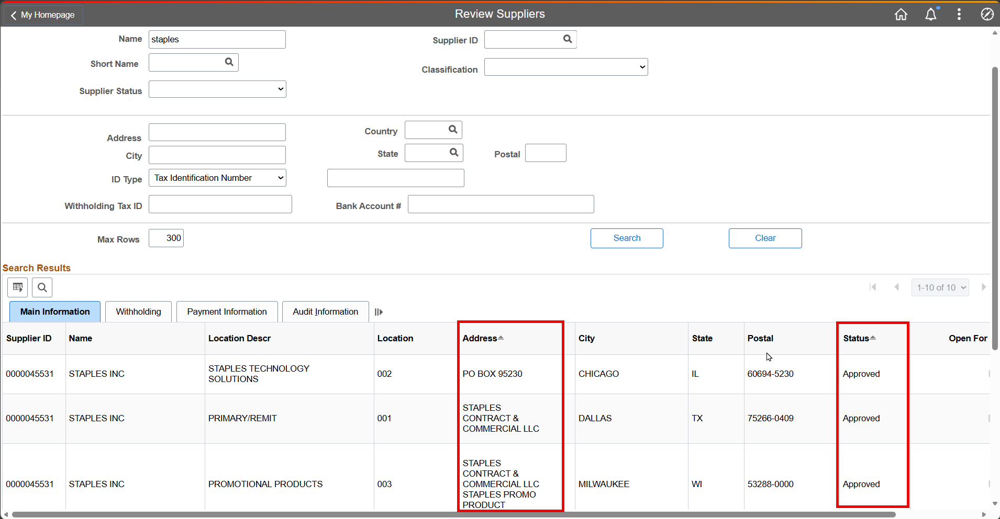 My Homepage
Review Suppliers
Name staples Supplier ID
Short Name
Classification
Supplier Status
Address Country
City State Postal
ID Type Tax Identification Number
Withholding Tax ID Bank Account #
Max Rows 300 Search Clear
Search Results
1-10 of 10
Main Information Withholding Payment Information Audit Information
Supplier ID Name Location Descr Location Address City State Postal Status Open For
0000045531 STAPLES INC STAPLES TECHNOLOGY SOLUTIONS 002 PO BOX 95230 CHICAGO IL 60694-5230 Approved
0000045531 STAPLES INC PRIMARY/REMIT 001 STAPLES CONTRACT & COMMERCIAL LLC DALLAS TX 75266-0409 Approved
0000045531 STAPLES INC PROMOTIONAL PRODUCTS 003 STAPLES CONTRACT & COMMERCIAL LLC STAPLES PROMO PRODUCT MILWAUKEE WI 53288-0000 Approved